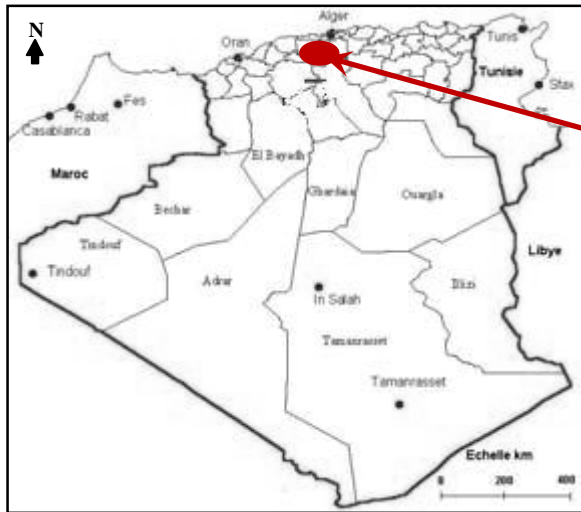 N
Alger
Tunis
Oran
Tunisie
Sfax
Fes
Rabat
Casablanca
El Bayadh
Maroc
Ghardaia
Ouargla
Bechar
Libye
Tindouf
Tindouf
Adrar
Illizi
In Salah
Tamanrasset
Tamanrasset
Echelle km
0 200 400